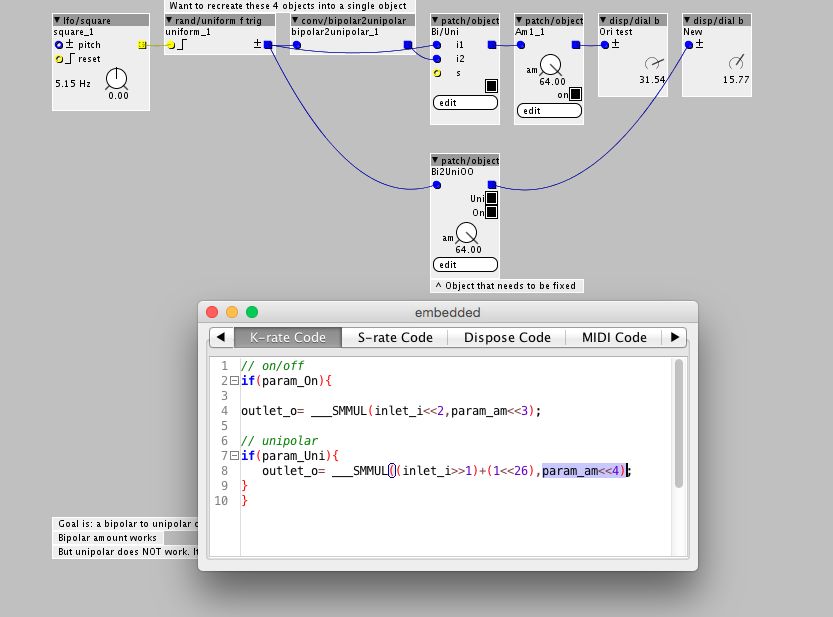 Want to recreate these 4 objects into a single object
▼ lfo/square
square_1
± pitch
reset
5.15 Hz
0.00
▼ rand/uniform f trig
uniform_1
±
▼ conv/bipolar2unipolar
bipolar2unipolar_1
▼ patch/object
Bi/Uni
i1
i2
s
edit
▼ patch/object
Am1_1
am
64.00
on
edit
▼ disp/dial b
Ori test
±
31.54
▼ disp/dial b
New
±
15.77
▼ patch/object
Bi2UniOO
Uni
On
am
64.00
edit
^ Object that needs to be fixed
embedded
K-rate Code
S-rate Code
Dispose Code
MIDI Code
1 // on/off
2 if(param_On){
3
4 outlet_o= ___SMMUL(inlet_i<<2,param_am<<3);
5
6 // unipolar
7 if(param_Uni){
8 outlet_o= ___SMMUL((inlet_i>>1)+(1<<26),param_am<<4);
9 }
10 }
Goal is: a bipolar to unipolar
Bipolar amount works
But unipolar does NOT work.